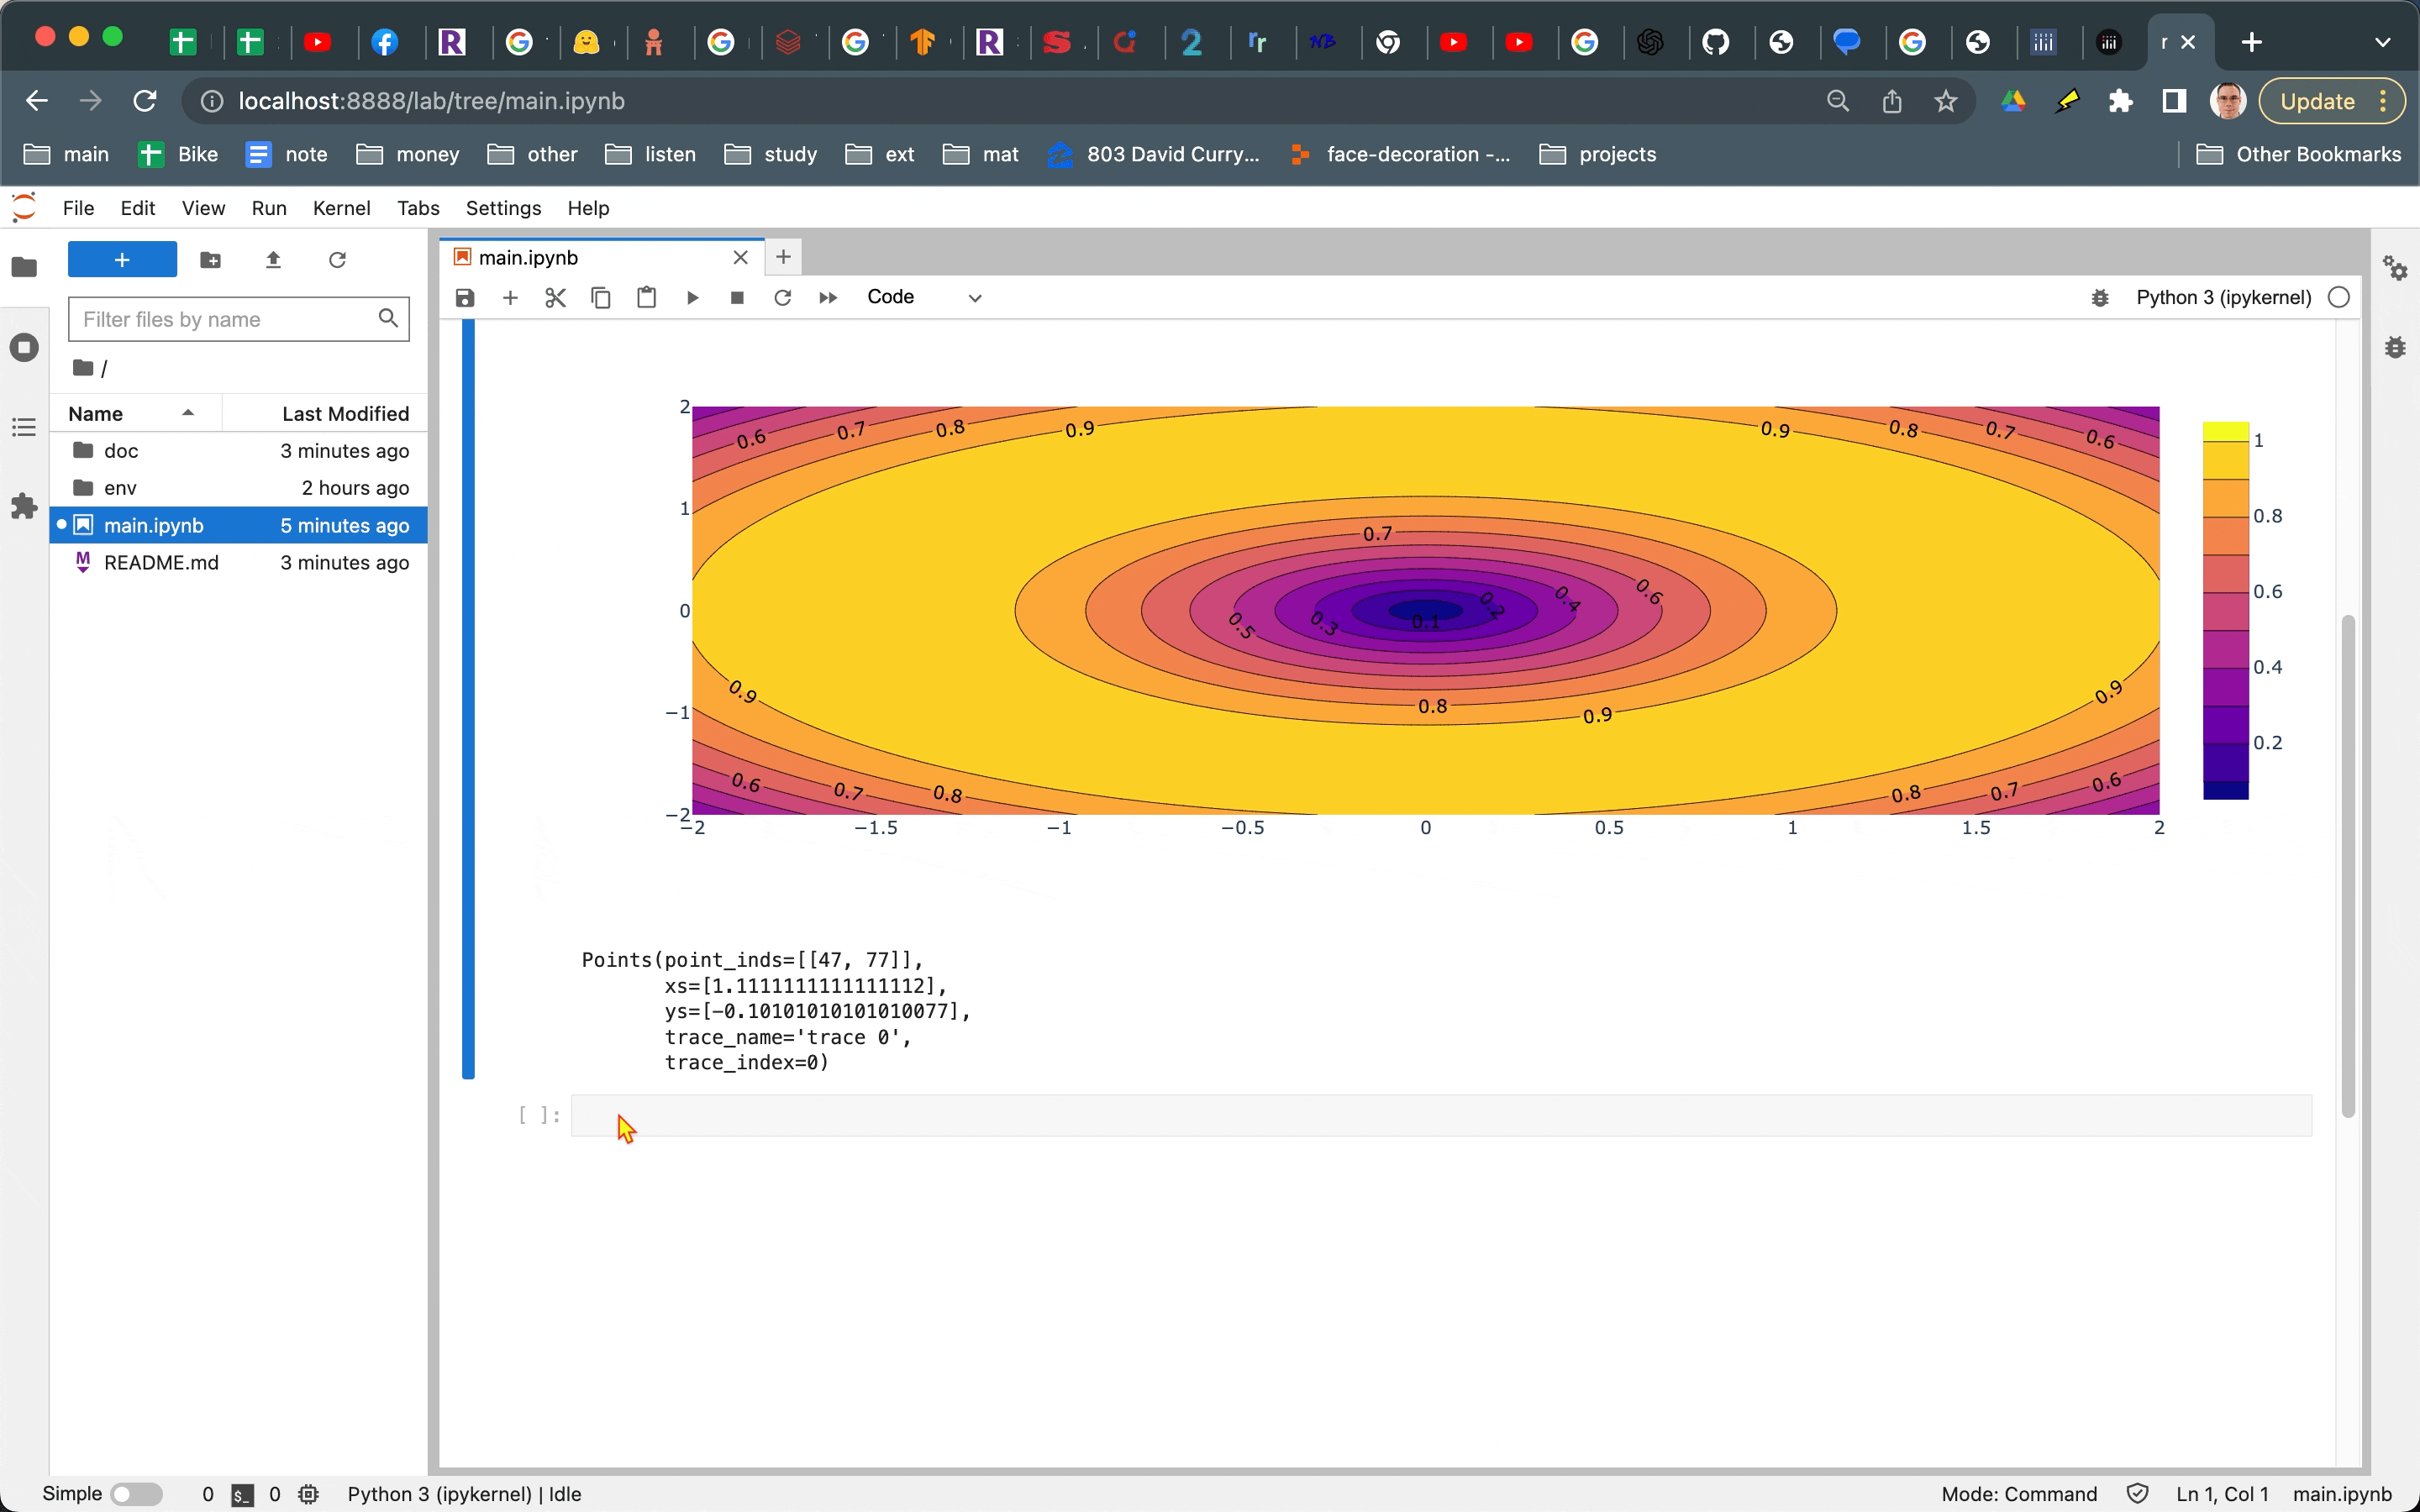 r
localhost:8888/lab/tree/main.ipynb
Update
main
Bike
note
money
other
listen
study
ext
mat
803 David Curry...
face-decoration -...
projects
Other Bookmarks
File Edit View Run Kernel Tabs Settings Help
+
main.ipynb
Code
Python 3 (ipykernel)
Filter files by name
/
Name Last Modified
doc 3 minutes ago
env 2 hours ago
main.ipynb 5 minutes ago
README.md 3 minutes ago
2
1
0
−1
−2
−2 −1.5 −1 −0.5 0 0.5 1 1.5 2
0.6 0.7 0.8 0.9 0.9 0.8 0.7 0.6
0.7
0.5 0.3 0.1 0.2 0.4 0.6
0.9 0.8 0.9 0.9
0.6 0.7 0.8 0.8 0.7 0.6
1
0.8
0.6
0.4
0.2
Points(point_inds=[[47, 77]],
xs=[1.1111111111111112],
ys=[-0.10101010101010077],
trace_name='trace 0',
trace_index=0)
[ ]:
Simple 0 $_ 0 Python 3 (ipykernel) | Idle
Mode: Command Ln 1, Col 1 main.ipynb